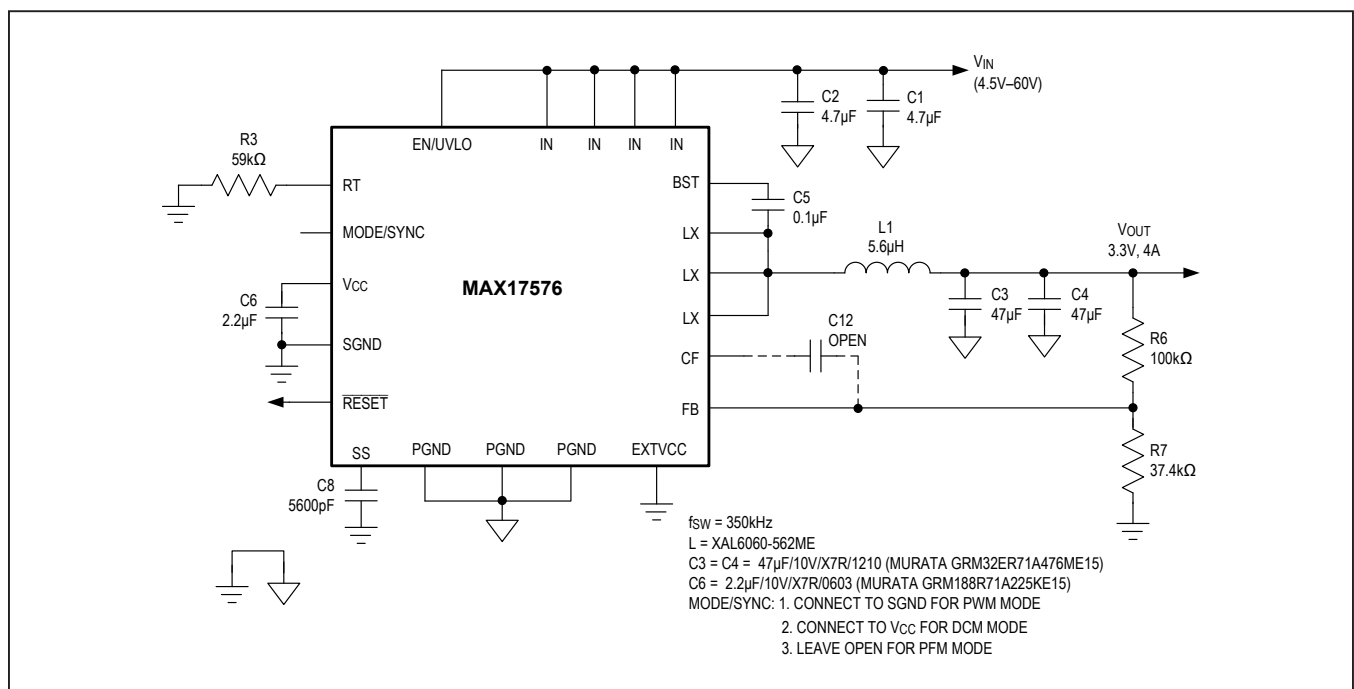 VIN
(4.5V–60V)
C2
4.7µF
C1
4.7µF
EN/UVLO
IN
IN
IN
IN
R3
59kΩ
RT
BST
C5
0.1µF
MODE/SYNC
LX
L1
5.6µH
VOUT
3.3V, 4A
VCC
MAX17576
LX
C6
2.2µF
C3
47µF
C4
47µF
LX
SGND
C12
OPEN
R6
100kΩ
CF
RESET
FB
SS
PGND
PGND
PGND
EXTVCC
R7
37.4kΩ
C8
5600pF
fSW = 350kHz
L = XAL6060-562ME
C3 = C4 = 47µF/10V/X7R/1210 (MURATA GRM32ER71A476ME15)
C6 = 2.2µF/10V/X7R/0603 (MURATA GRM188R71A225KE15)
MODE/SYNC: 1. CONNECT TO SGND FOR PWM MODE
2. CONNECT TO VCC FOR DCM MODE
3. LEAVE OPEN FOR PFM MODE